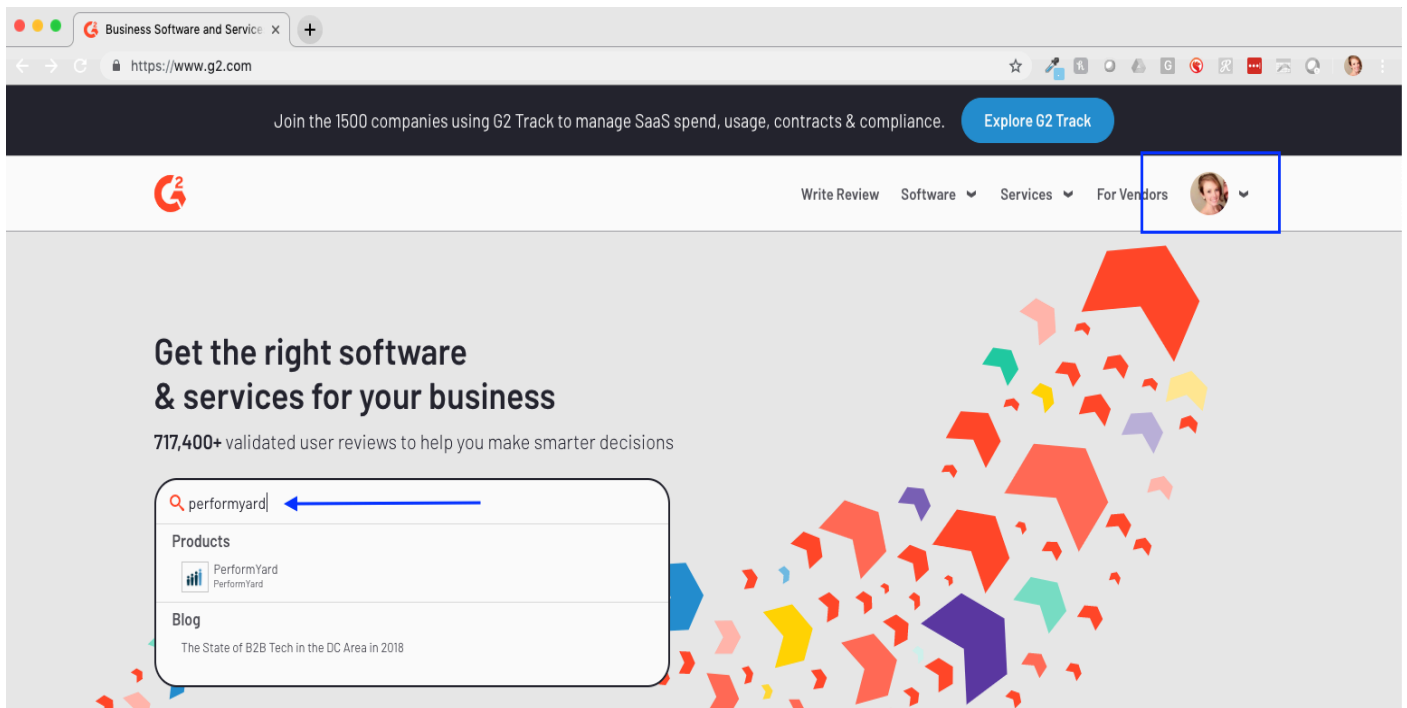 Business Software and Service
https://www.g2.com
Join the 1500 companies using G2 Track to manage SaaS spend, usage, contracts & compliance.
Explore G2 Track
G2
Write Review
Software
Services
For Vendors
Get the right software
& services for your business
717,400+ validated user reviews to help you make smarter decisions
performyard
Products
PerformYard
PerformYard
Blog
The State of B2B Tech in the DC Area in 2018